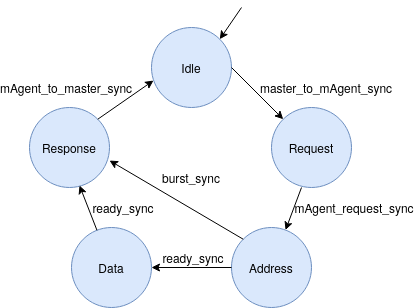 Idle
mAgent_to_master_sync
master_to_mAgent_sync
Response
Request
burst_sync
ready_sync
mAgent_request_sync
ready_sync
Data
Address